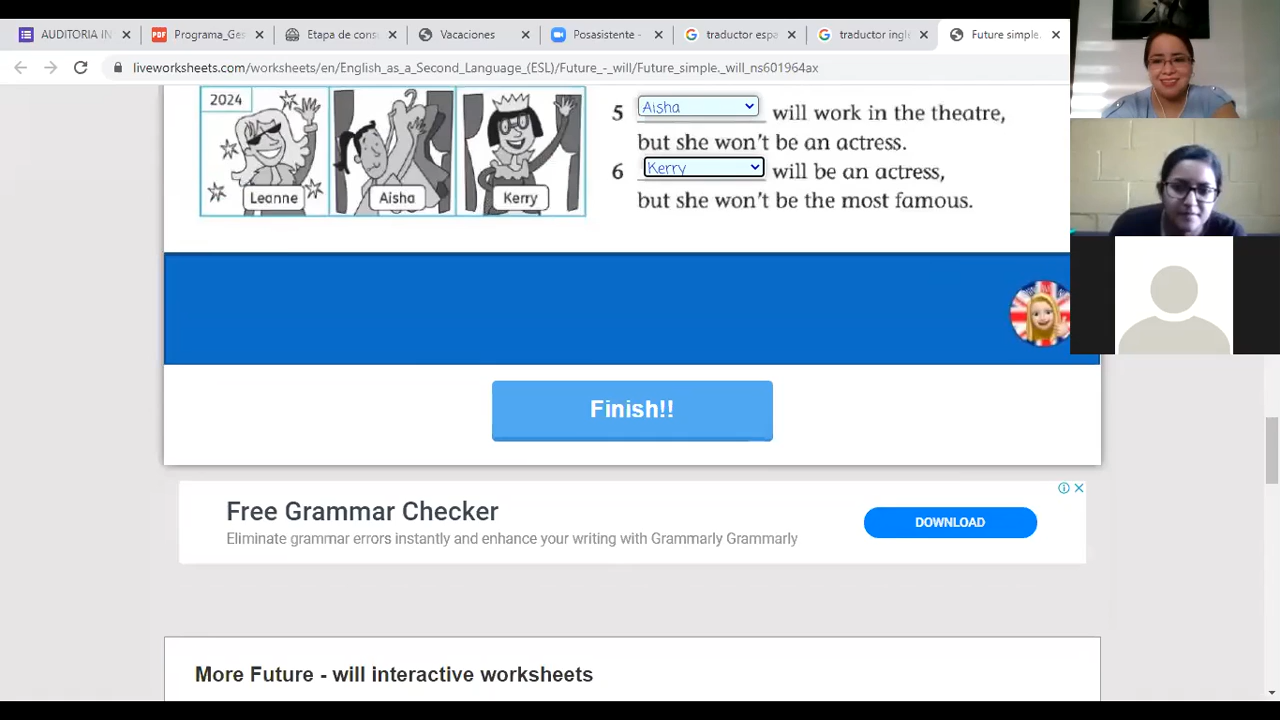 AUDITORIA IN
Programa_Ges
Etapa de cons
Vacaciones
Posasistente -
traductor espa
traductor ingle
Future simple.
liveworksheets.com/worksheets/en/English_as_a_Second_Language_(ESL)/Future_-_will/Future_simple._will_ns601964ax
2024
Leanne
Aisha
Kerry
5 Aisha will work in the theatre,
but she won't be an actress.
6 Kerry will be an actress,
but she won't be the most famous.
Finish!!
Free Grammar Checker
Eliminate grammar errors instantly and enhance your writing with Grammarly Grammarly
DOWNLOAD
More Future - will interactive worksheets